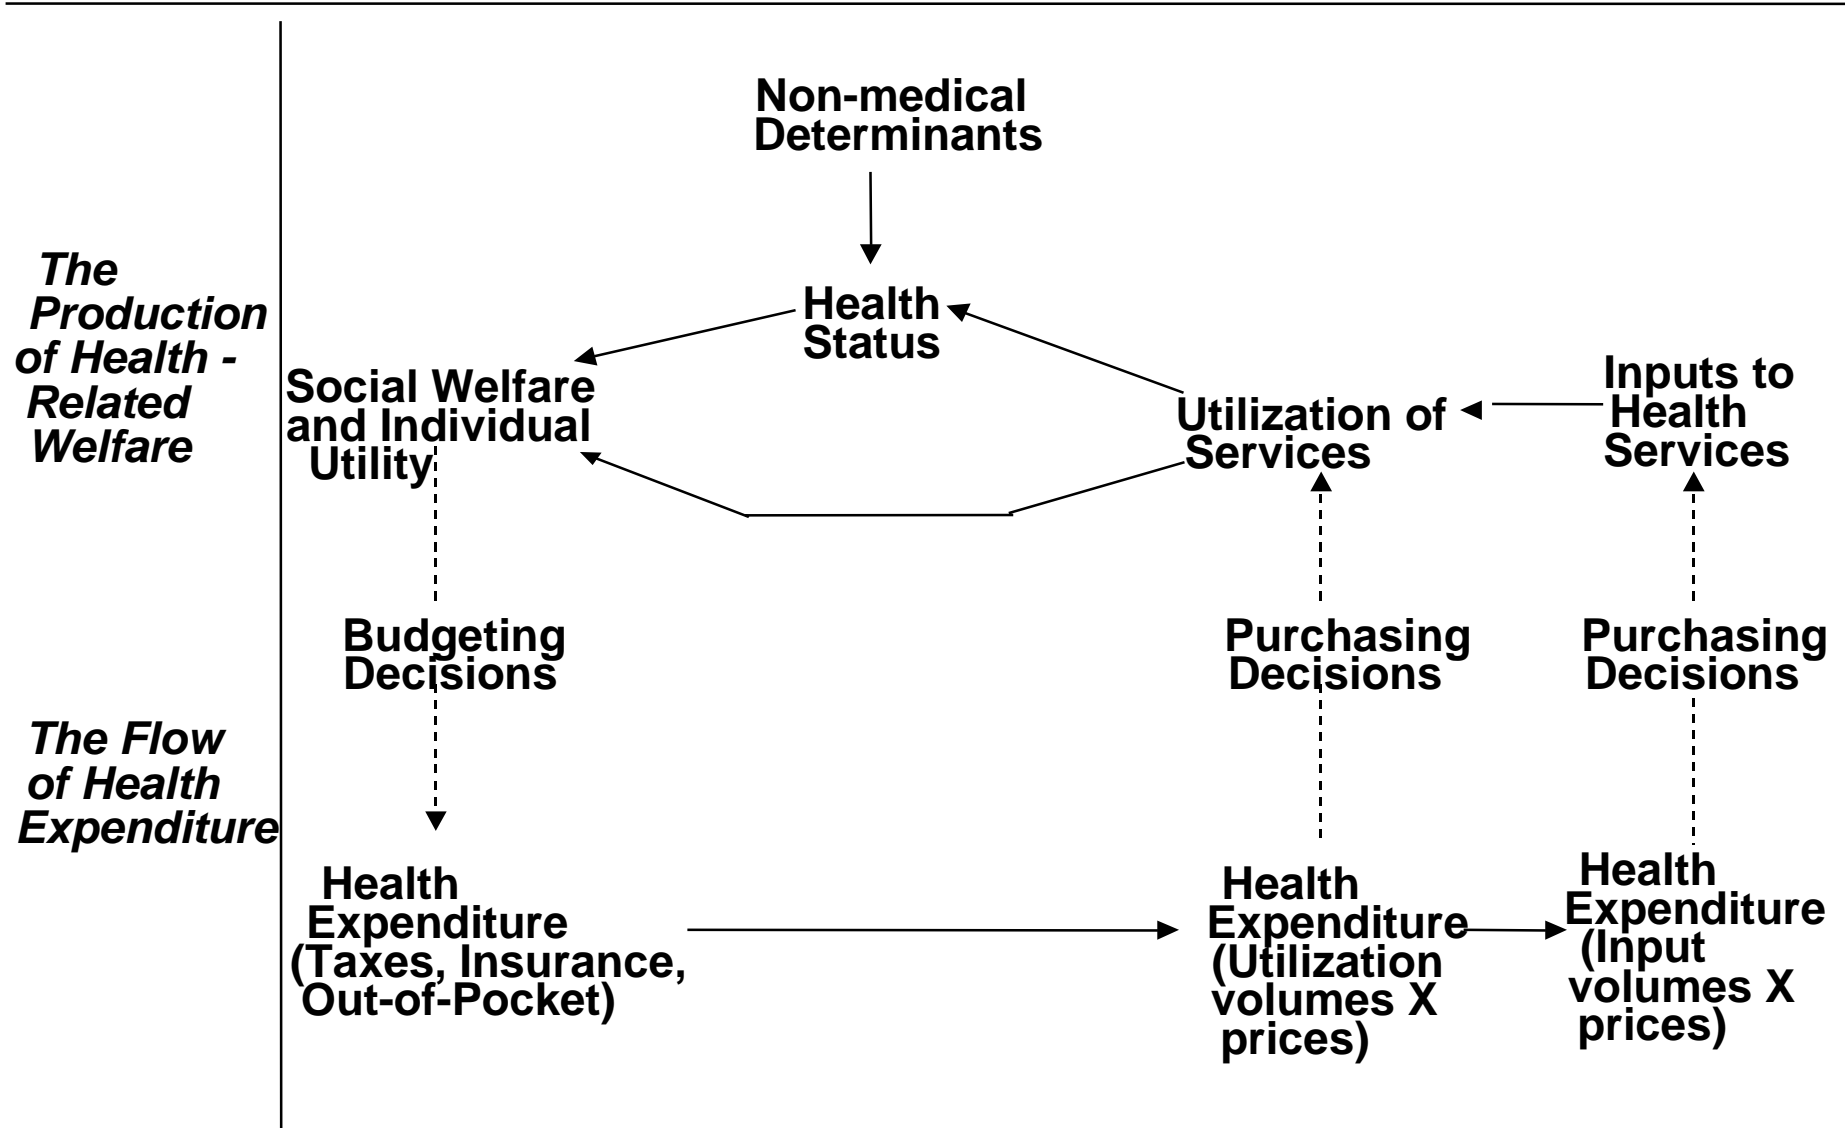 Non-medical
Determinants
The
Production
of Health -
Related
Welfare
Health
Status
Social Welfare
and Individual
Utility
Utilization of
Services
Inputs to
Health
Services
Budgeting
Decisions
Purchasing
Decisions
Purchasing
Decisions
The Flow
of Health
Expenditure
Health
Expenditure
(Taxes, Insurance,
Out-of-Pocket)
Health
Expenditure
(Utilization
volumes X
prices)
Health
Expenditure
(Input
volumes X
prices)